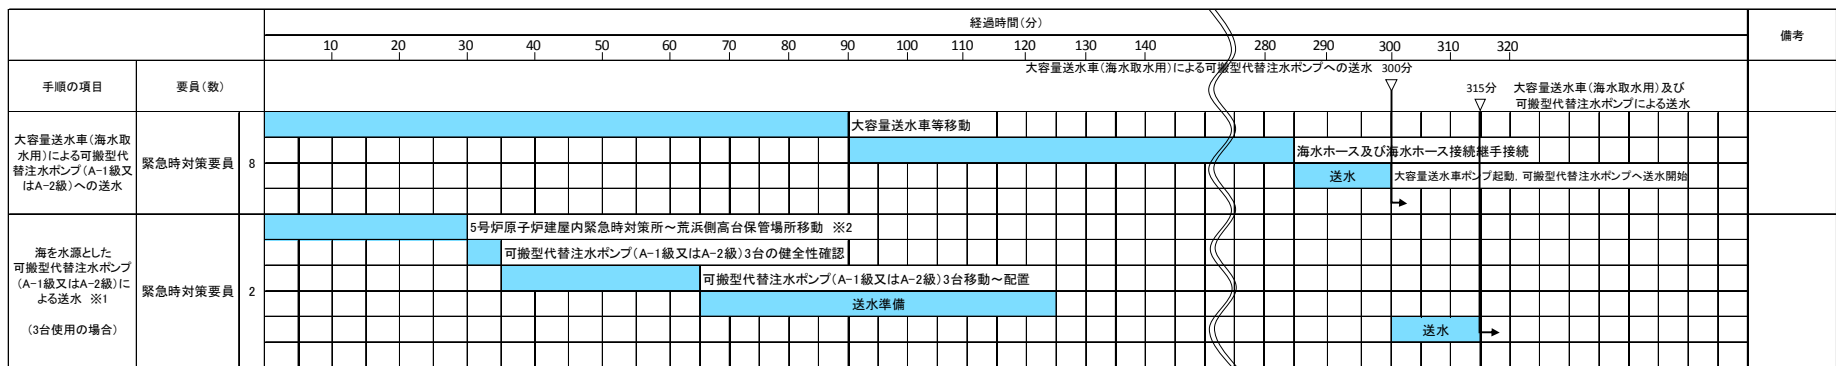 経過時間（分）
備考
10 20 30 40 50 60 70 80 90 100 110 120 130 140 280 290 300 310 320
手順の項目
要員（数）
大容量送水車（海水取水用）による可搬型代替注水ポンプへの送水 300分
315分 大容量送水車（海水取水用）及び
可搬型代替注水ポンプによる送水
大容量送水車（海水取
水用）による可搬型代
替注水ポンプ（A-1級又
はA-2級）への送水
緊急時対策要員 8
大容量送水車等移動
海水ホース及び海水ホース接続継手接続
送水
大容量送水車ポンプ起動，可搬型代替注水ポンプへ送水開始
海を水源とした
可搬型代替注水ポンプ
（A-1級又はA-2級）に
よる送水 ※1
（3台使用の場合）
緊急時対策要員 2
5号炉原子炉建屋内緊急時対策所～荒浜側高台保管場所移動 ※2
可搬型代替注水ポンプ（A-1級又はA-2級）3台の健全性確認
可搬型代替注水ポンプ（A-1級又はA-2級）3台移動～配置
送水準備
送水